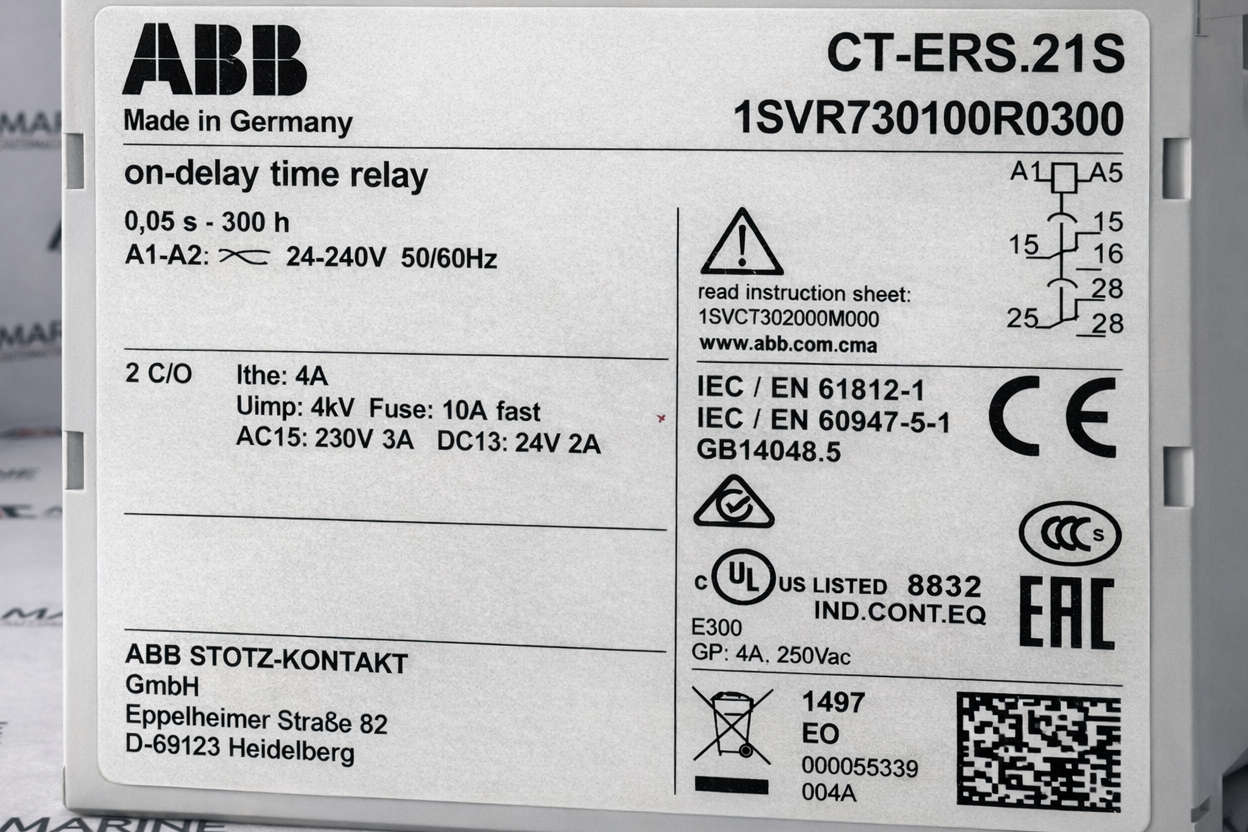 ABB
Made in Germany
CT-ERS.21S
1SVR730100R0300
on-delay time relay
0,05 s - 300 h
A1-A2: 24-240V 50/60Hz
A1 A5
15
15
16
28
25
28
read instruction sheet:
1SVCT302000M000
www.abb.com.cma
2 C/O Ithe: 4A
Uimp: 4kV Fuse: 10A fast
AC15: 230V 3A DC13: 24V 2A
IEC / EN 61812-1
IEC / EN 60947-5-1
GB14048.5
CE
CCC S
C UL US LISTED 8832
IND.CONT.EQ
EAC
E300
GP: 4A, 250Vac
ABB STOTZ-KONTAKT
GmbH
Eppelheimer Straße 82
D-69123 Heidelberg
1497
EO
000055339
004A
MARINE